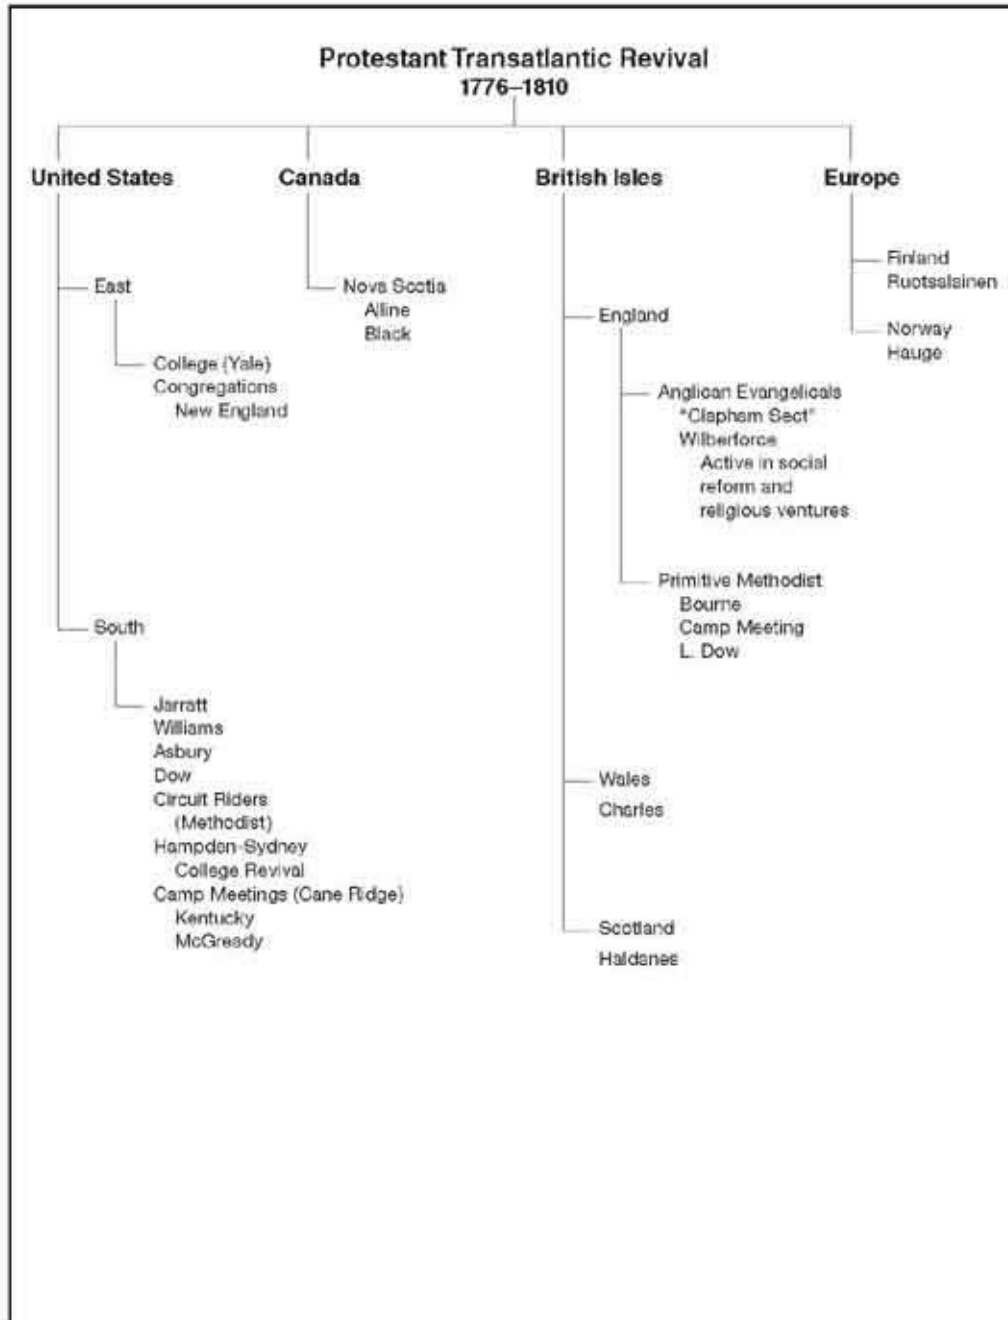 Protestant Transatlantic Revival
1776–1810
United States
Canada
British Isles
Europe
East
College (Yale)
Congregations
New England
South
Jarratt
Williams
Asbury
Dow
Circuit Riders
(Methodist)
Hampden-Sydney
College Revival
Camp Meetings (Cane Ridge)
Kentucky
McGready
Nova Scotia
Alline
Black
England
Anglican Evangelicals
"Clapham Sect"
Wilberforce
Active in social
reform and
religious ventures
Primitive Methodist
Bourne
Camp Meeting
L. Dow
Wales
Charles
Scotland
Haldanes
Finland
Ruotsalainen
Norway
Hauge